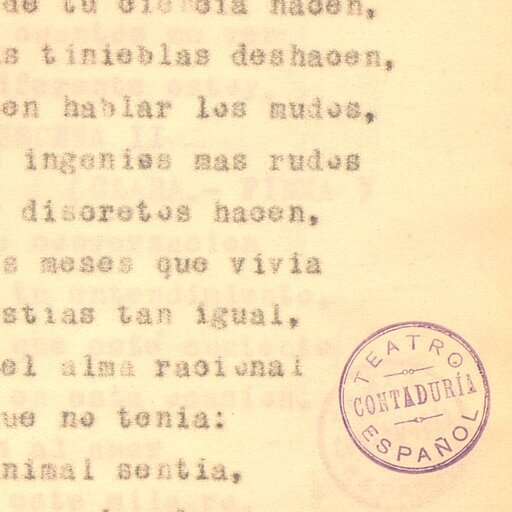 de tu ciencia hacen,
s tinieblas deshacen,
en hablar los mudos,
ingenios mas rudos
discretos hacen,
s meses que vivia
stias tan igual,
el alma racional
ue no tenia:
nimal sentia,
TEATRO
CONTADURÍA
ESPAÑOL